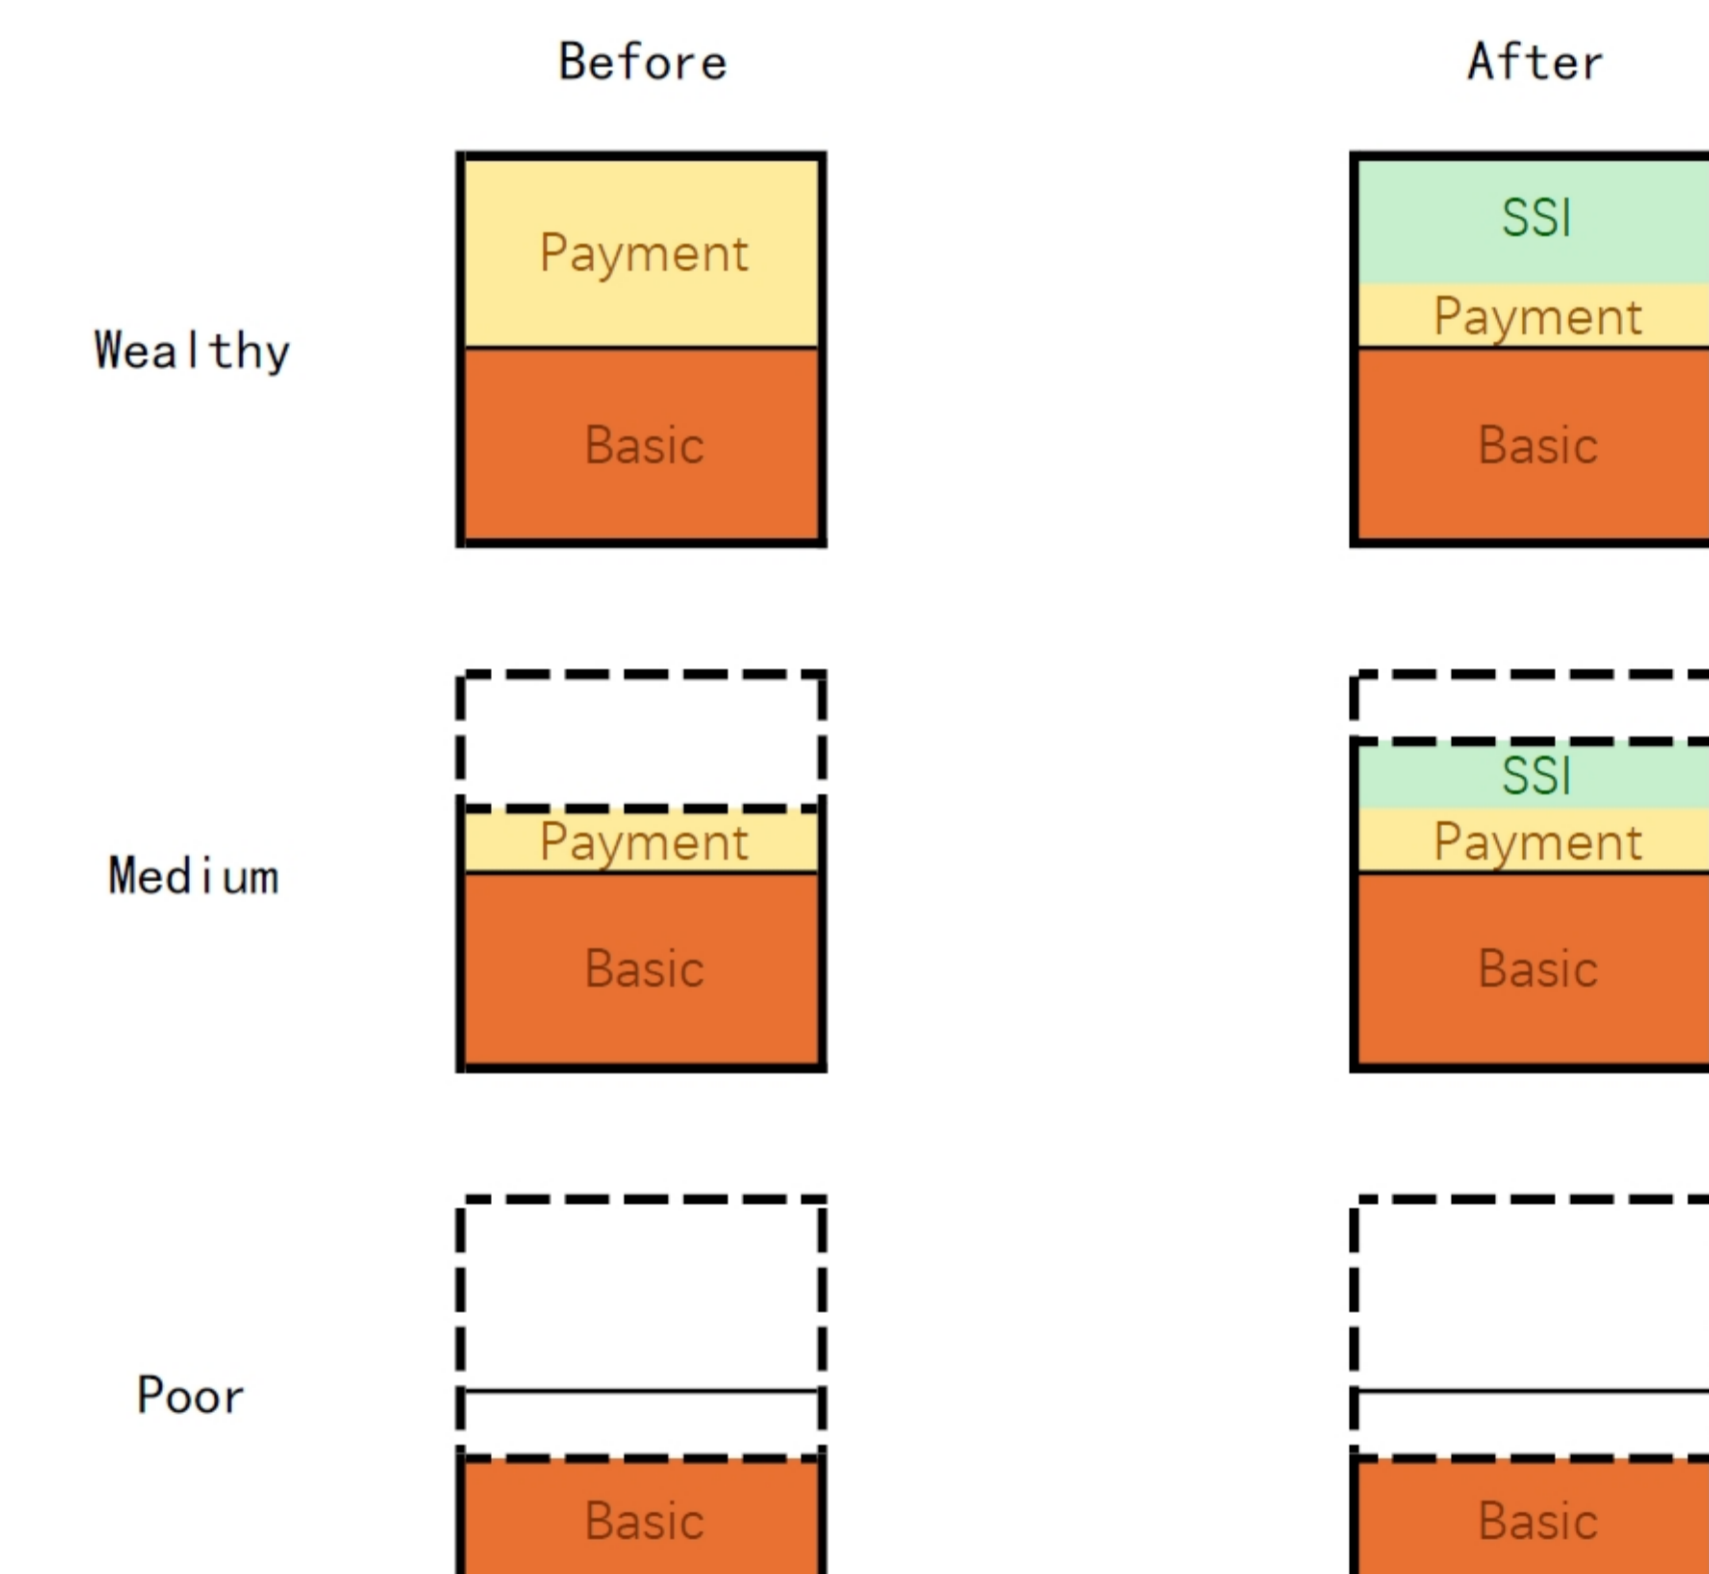 Before After
Payment SSI
Payment
Wealthy
Basic Basic
SSI
Payment Payment
Medium
Basic Basic
Poor
Basic Basic